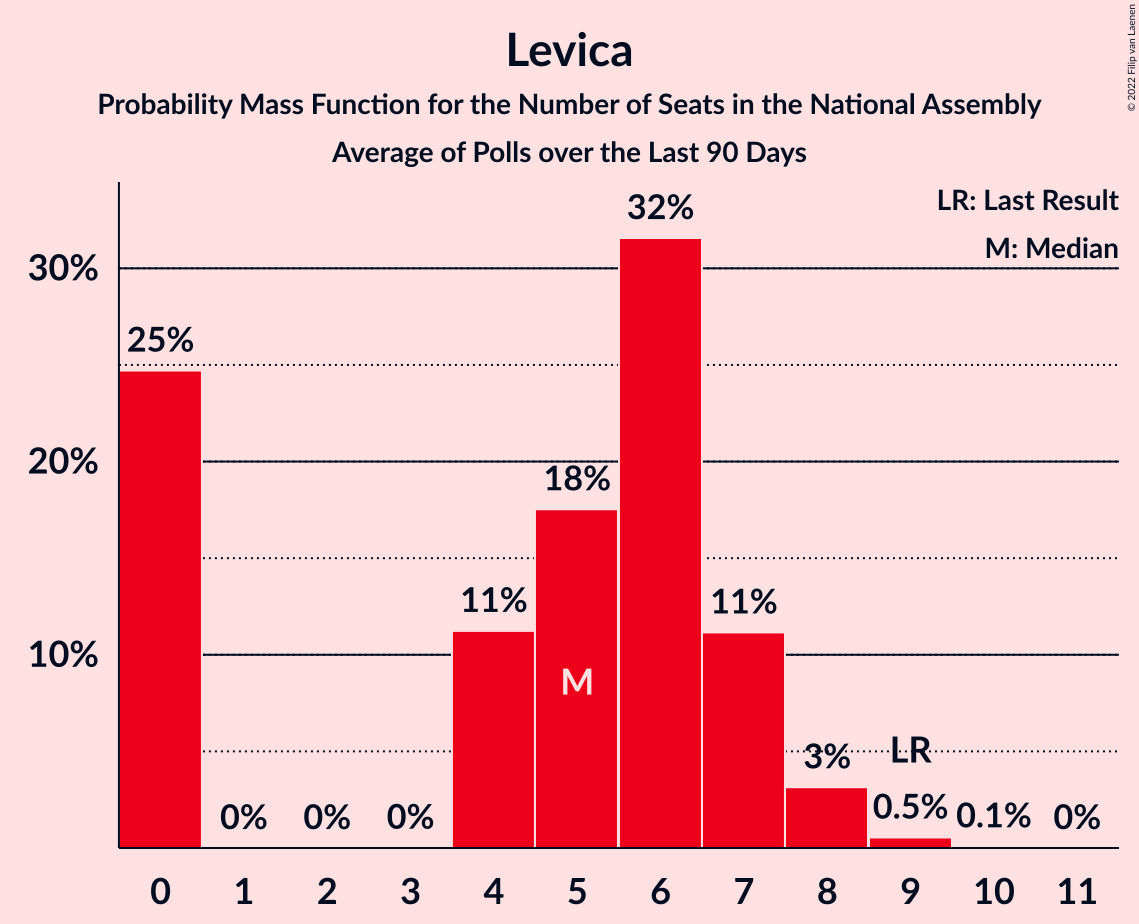 Levica
Probability Mass Function for the Number of Seats in the National Assembly
Average of Polls over the Last 90 Days
© 2022 Filip van Laenen
LR: Last Result
M: Median
32%
30%
25%
20%
18%
11%
11%
10%
M
3%
LR
0%
0%
0%
0.5%
0.1%
0%
0 1 2 3 4 5 6 7 8 9 10 11